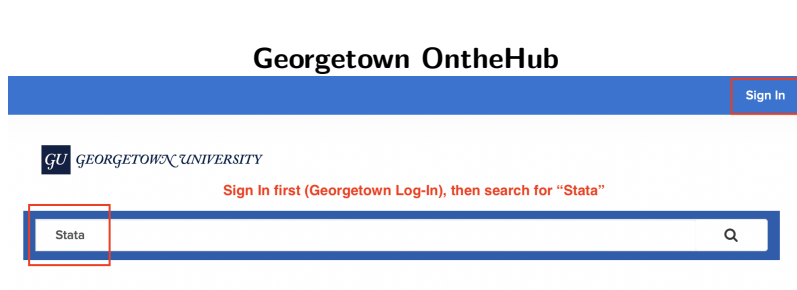 Georgetown OntheHub
Sign In
GU GEORGETOWN UNIVERSITY
Sign In first (Georgetown Log-In), then search for “Stata”
Stata